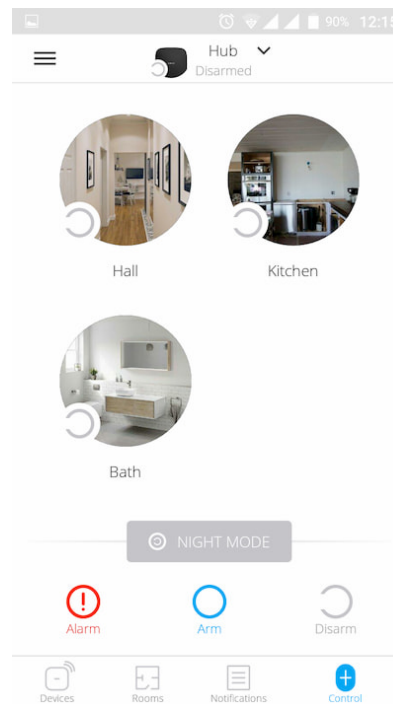 90% 12:15
Hub
Disarmed
Hall
Kitchen
Bath
NIGHT MODE
Alarm
Arm
Disarm
Devices
Rooms
Notifications
Control